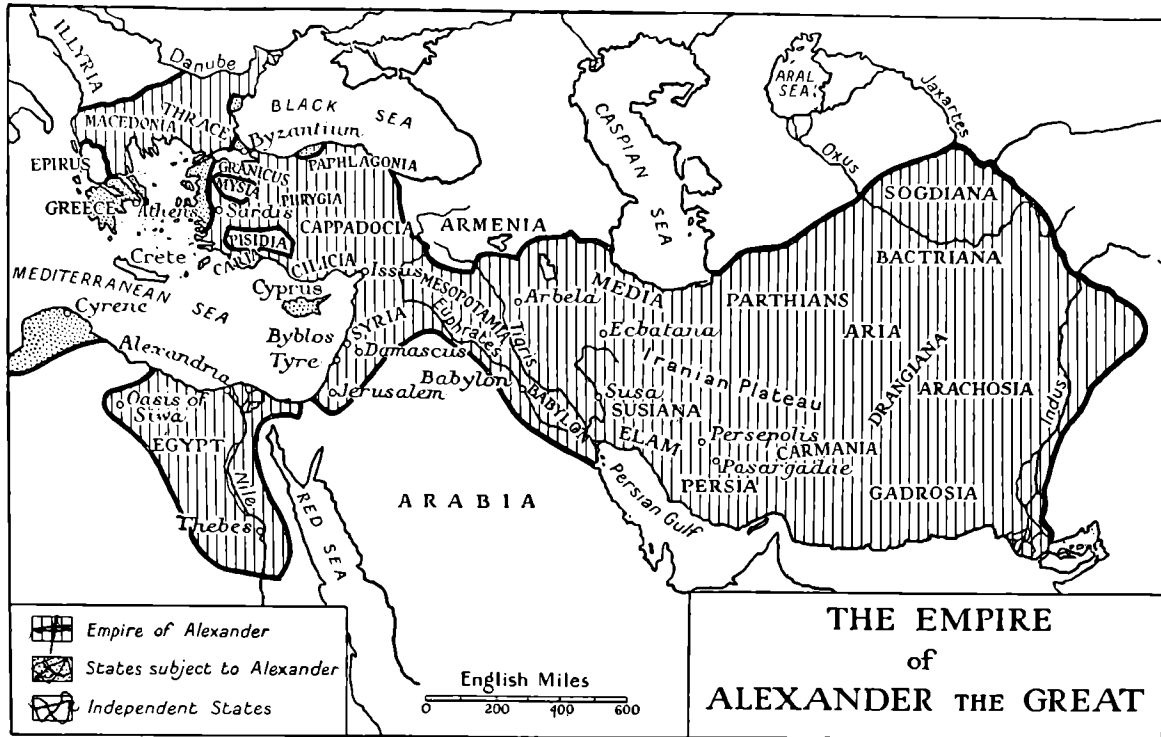 ILLYRIA
Danube
BLACK SEA
CASPIAN SEA
ARAL SEA
Jaxartes
Oxus
MACEDONIA
THRACE
Byzantium
EPIRUS
GRANICUS
MYSIA
PAPHLAGONIA
PHRYGIA
GREECE
Athens
Sardis
CAPPADOCIA
ARMENIA
SOGDIANA
BACTRIANA
PISIDIA
CARIA
CILICIA
Issus
Crete
Cyprus
MEDITERRANEAN SEA
Cyrene
MESOPOTAMIA
MEDIA
Arbela
PARTHIANS
ARIA
Ecbatana
Byblos
SYRIA
Euphrates
Tigris
Tyre
Damascus
Alexandria
Babylon
BABYLON
Jerusalem
Iranian Plateau
DRANGIANA
ARACHOSIA
Indus
Susa
SUSIANA
ELAM
Oasis of
Siwa
EGYPT
Persepolis
CARMANIA
Pasargadae
PERSIA
GADROSIA
Nile
Thebes
RED SEA
ARABIA
Persian Gulf
Empire of Alexander
States subject to Alexander
Independent States
English Miles
0 200 400 600
THE EMPIRE
of
ALEXANDER THE GREAT